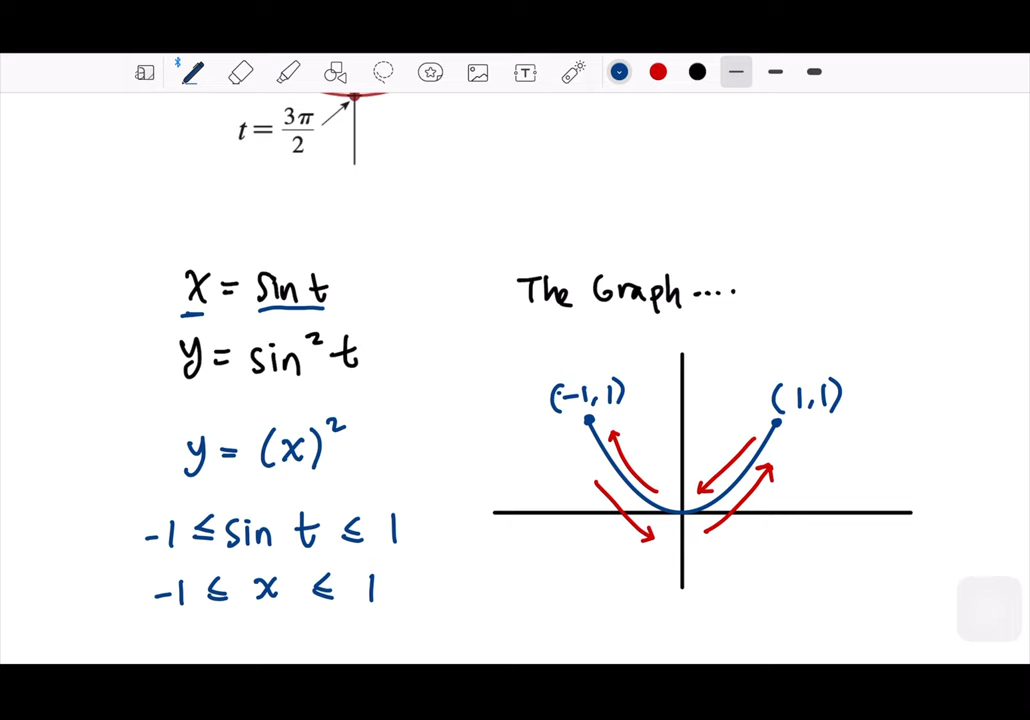 t = 3π/2
x = sin t
The Graph ....
y = sin² t
(-1, 1)
(1, 1)
y = (x)²
-1 ≤ sin t ≤ 1
-1 ≤ x ≤ 1